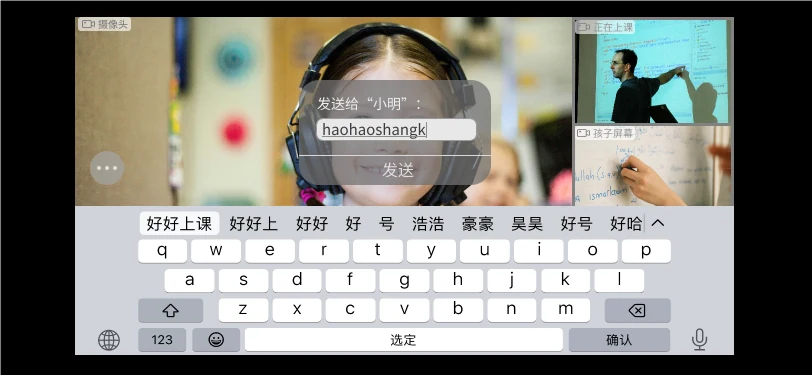 摄像头
正在上课
发送给“小明”：
haohaoshangk
发送
孩子屏幕
好好上课 好好上 好好 好 号 浩浩 豪豪 昊昊 好号 好哈
q w e r t y u i o p
a s d f g h j k l
z x c v b n m
123 选定 确认